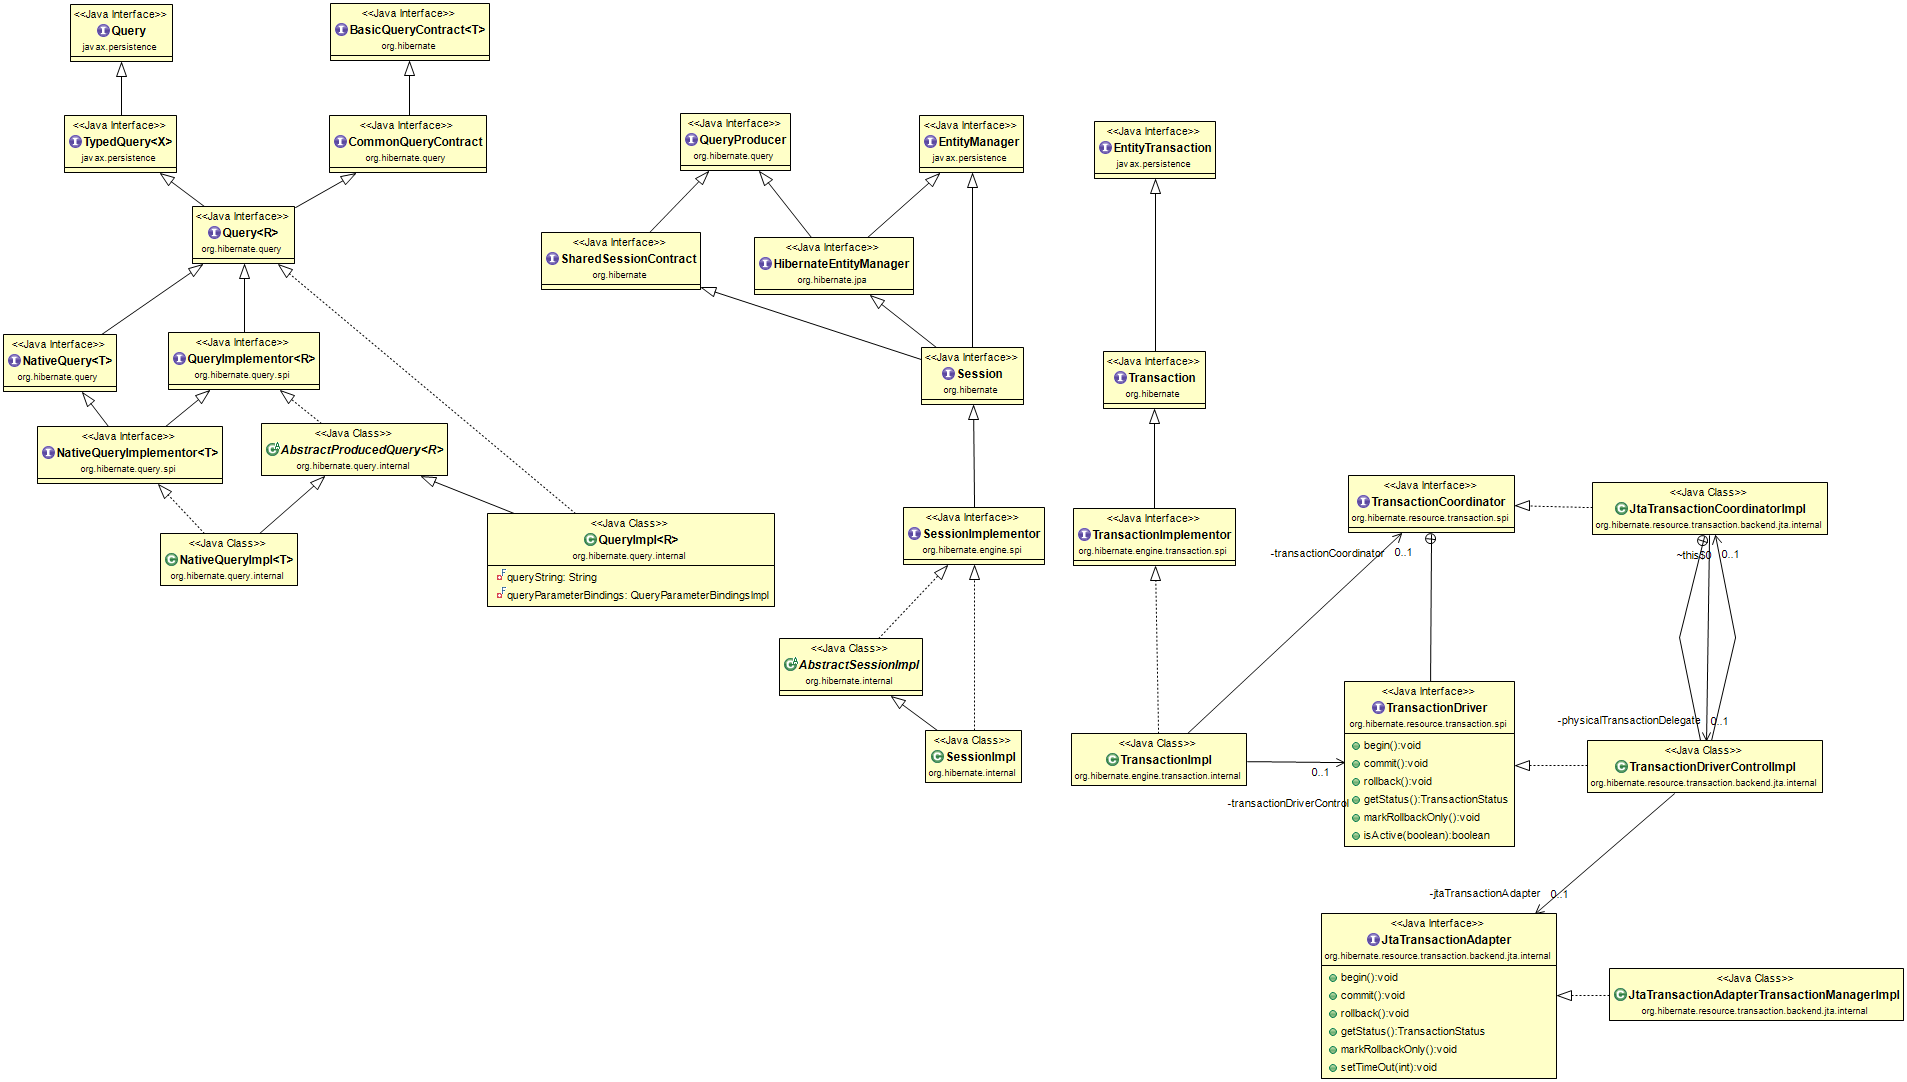 <<Java Interface>>
Query
javax.persistence
<<Java Interface>>
BasicQueryContract<T>
org.hibernate
<<Java Interface>>
TypedQuery<X>
javax.persistence
<<Java Interface>>
CommonQueryContract
org.hibernate.query
<<Java Interface>>
QueryProducer
org.hibernate.query
<<Java Interface>>
EntityManager
javax.persistence
<<Java Interface>>
EntityTransaction
javax.persistence
<<Java Interface>>
Query<R>
org.hibernate.query
<<Java Interface>>
SharedSessionContract
org.hibernate
<<Java Interface>>
HibernateEntityManager
org.hibernate.jpa
<<Java Interface>>
NativeQuery<T>
org.hibernate.query
<<Java Interface>>
QueryImplementor<R>
org.hibernate.query.spi
<<Java Interface>>
Session
org.hibernate
<<Java Interface>>
Transaction
org.hibernate
<<Java Interface>>
NativeQueryImplementor<T>
org.hibernate.query.spi
<<Java Class>>
AbstractProducedQuery<R>
org.hibernate.query.internal
<<Java Class>>
NativeQueryImpl<T>
org.hibernate.query.internal
<<Java Class>>
QueryImpl<R>
org.hibernate.query.internal
F
queryString: String
F
queryParameterBindings: QueryParameterBindingsImpl
<<Java Interface>>
SessionImplementor
org.hibernate.engine.spi
<<Java Interface>>
TransactionImplementor
org.hibernate.engine.transaction.spi
<<Java Interface>>
TransactionCoordinator
org.hibernate.resource.transaction.spi
<<Java Class>>
JtaTransactionCoordinatorImpl
org.hibernate.resource.transaction.backend.jta.internal
-transactionCoordinator
0..1
~this$0
0..1
<<Java Class>>
AbstractSessionImpl
org.hibernate.internal
<<Java Class>>
SessionImpl
org.hibernate.internal
<<Java Class>>
TransactionImpl
org.hibernate.engine.transaction.internal
0..1
-transactionDriverControl
<<Java Interface>>
TransactionDriver
org.hibernate.resource.transaction.spi
begin():void
commit():void
rollback():void
getStatus():TransactionStatus
markRollbackOnly():void
isActive(boolean):boolean
-physicalTransactionDelegate
0..1
<<Java Class>>
TransactionDriverControlImpl
org.hibernate.resource.transaction.backend.jta.internal
-jtaTransactionAdapter
0..1
<<Java Interface>>
JtaTransactionAdapter
org.hibernate.resource.transaction.backend.jta.internal
begin():void
commit():void
rollback():void
getStatus():TransactionStatus
markRollbackOnly():void
setTimeOut(int):void
<<Java Class>>
JtaTransactionAdapterTransactionManagerImpl
org.hibernate.resource.transaction.backend.jta.internal